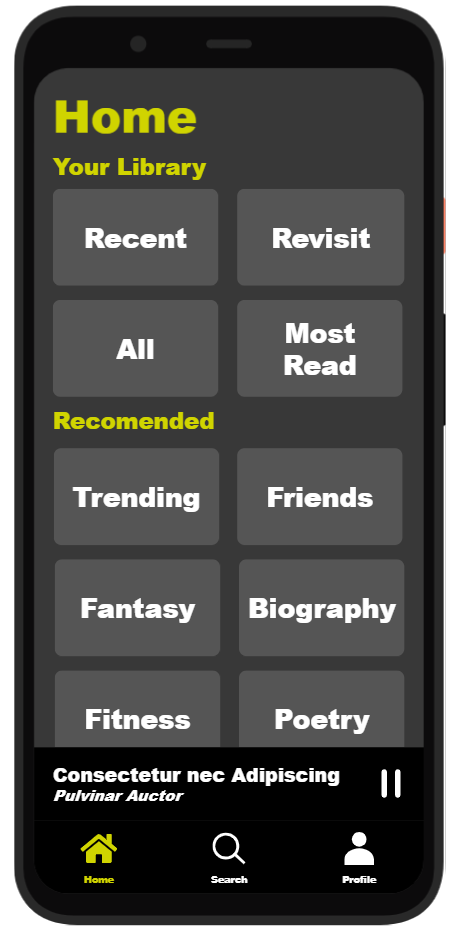 Home
Your Library
Recent
Revisit
All
Most
Read
Recomended
Trending
Friends
Fantasy
Biography
Fitness
Poetry
Consectetur nec Adipiscing
Pulvinar Auctor
Home
Search
Profile